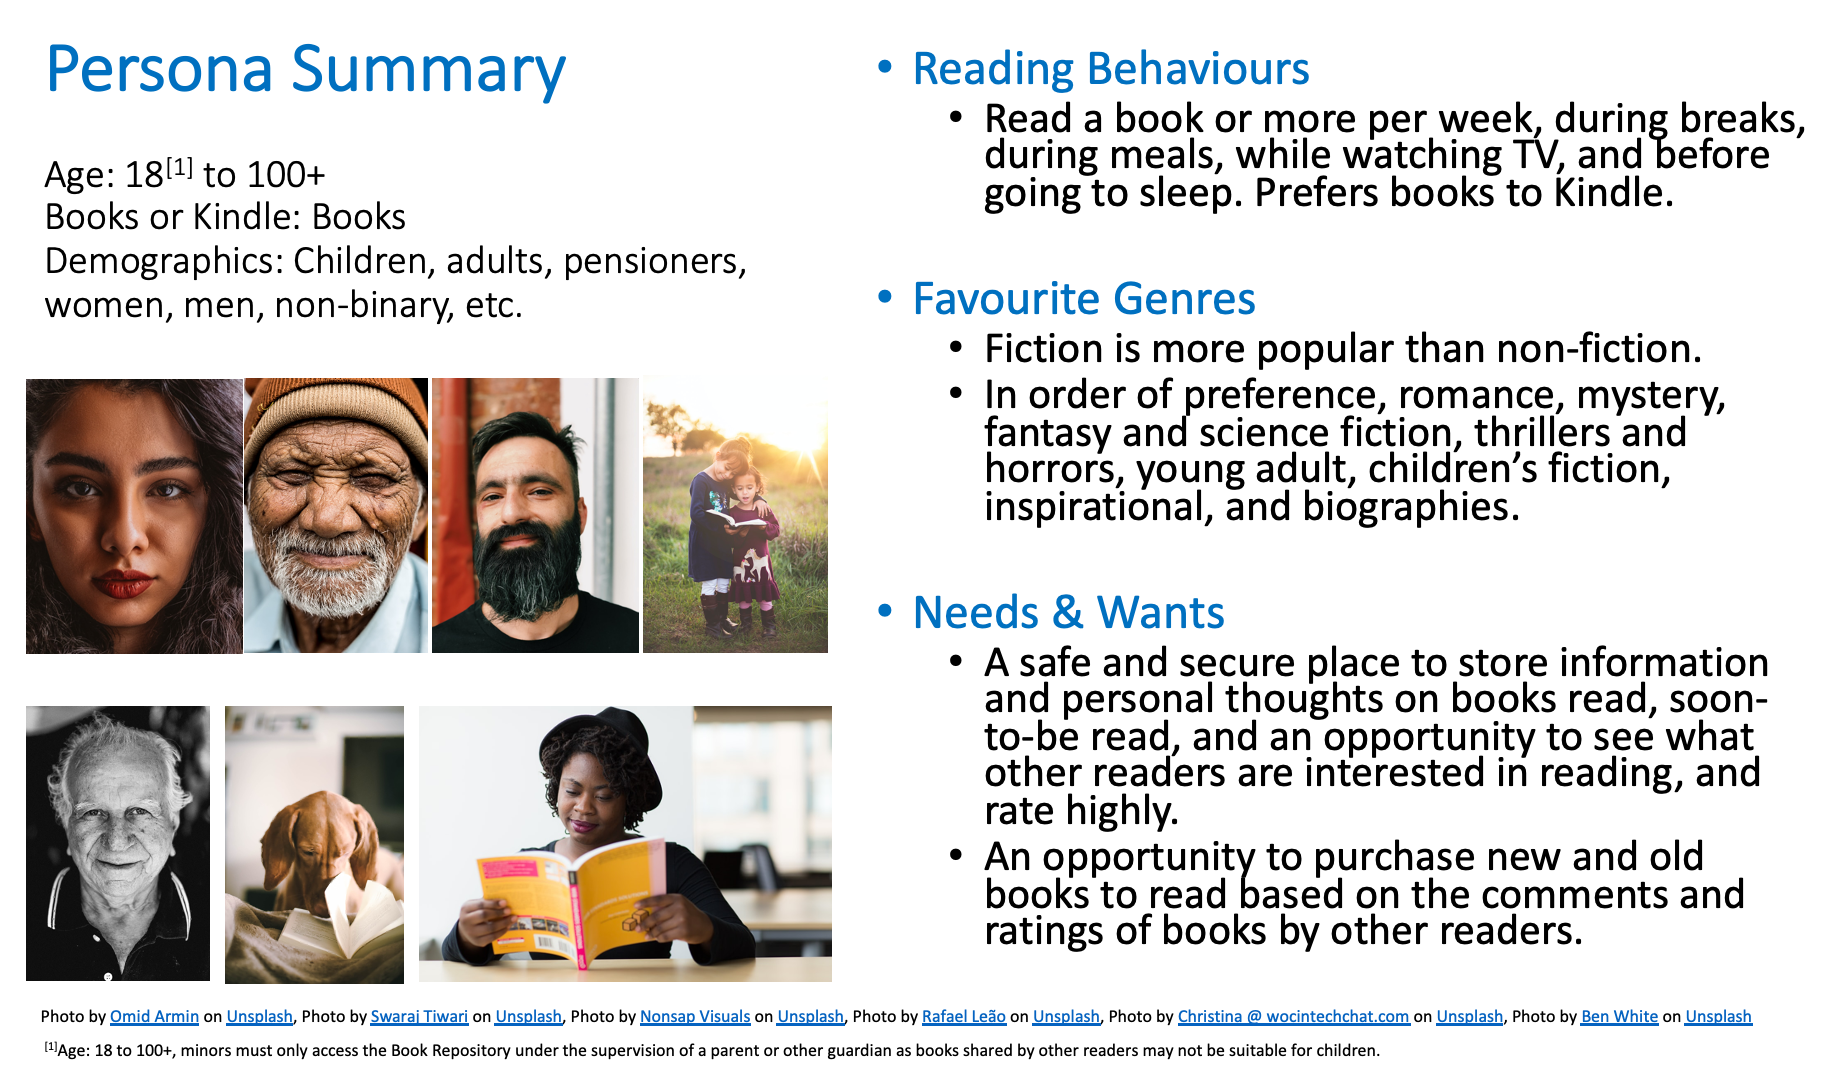 Persona Summary
Age: 18[1] to 100+
Books or Kindle: Books
Demographics: Children, adults, pensioners,
women, men, non-binary, etc.
• Reading Behaviours
• Read a book or more per week, during breaks,
during meals, while watching TV, and before
going to sleep. Prefers books to Kindle.
• Favourite Genres
• Fiction is more popular than non-fiction.
• In order of preference, romance, mystery,
fantasy and science fiction, thrillers and
horrors, young adult, children’s fiction,
inspirational, and biographies.
• Needs & Wants
• A safe and secure place to store information
and personal thoughts on books read, soon-
to-be read, and an opportunity to see what
other readers are interested in reading, and
rate highly.
• An opportunity to purchase new and old
books to read based on the comments and
ratings of books by other readers.
Photo by Omid Armin on Unsplash, Photo by Swaraj Tiwari on Unsplash, Photo by Nonsap Visuals on Unsplash, Photo by Rafael Leão on Unsplash, Photo by Christina @ wocintechchat.com on Unsplash, Photo by Ben White on Unsplash
[1]Age: 18 to 100+, minors must only access the Book Repository under the supervision of a parent or other guardian as books shared by other readers may not be suitable for children.